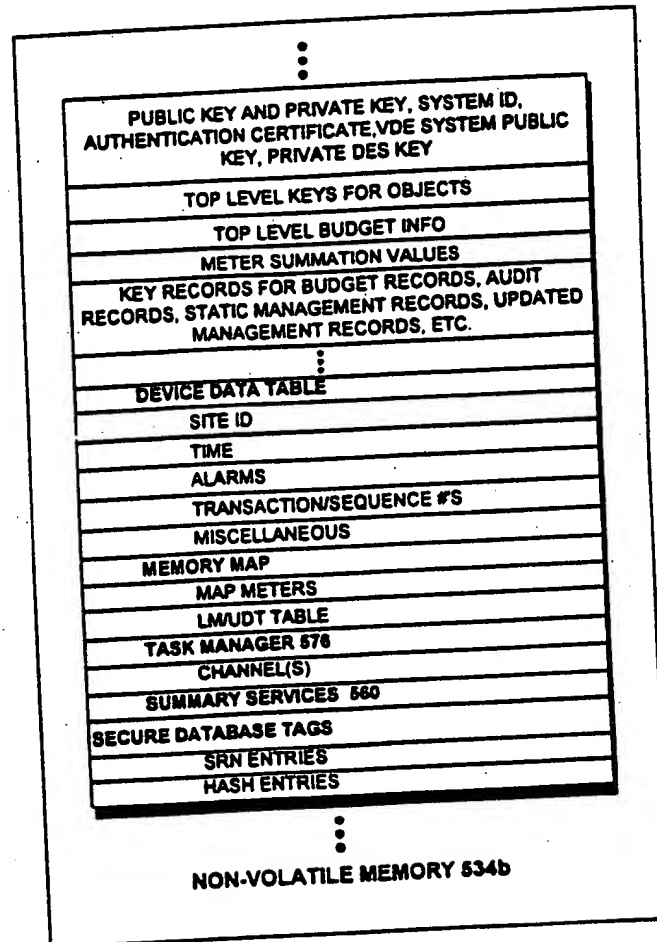 PUBLIC KEY AND PRIVATE KEY, SYSTEM ID,
AUTHENTICATION CERTIFICATE,VDE SYSTEM PUBLIC
KEY, PRIVATE DES KEY
TOP LEVEL KEYS FOR OBJECTS
TOP LEVEL BUDGET INFO
METER SUMMATION VALUES
KEY RECORDS FOR BUDGET RECORDS, AUDIT
RECORDS, STATIC MANAGEMENT RECORDS, UPDATED
MANAGEMENT RECORDS, ETC.
DEVICE DATA TABLE
SITE ID
TIME
ALARMS
TRANSACTION/SEQUENCE #'S
MISCELLANEOUS
MEMORY MAP
MAP METERS
LM/UDT TABLE
TASK MANAGER 576
CHANNEL(S)
SUMMARY SERVICES 560
SECURE DATABASE TAGS
SRN ENTRIES
HASH ENTRIES
NON-VOLATILE MEMORY 534b